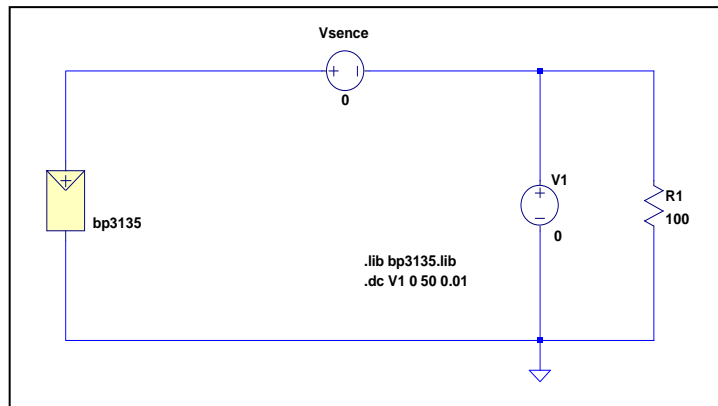 Vsence
+ −
0
+
bp3135
V1
+
−
0
R1
100
.lib bp3135.lib
.dc V1 0 50 0.01